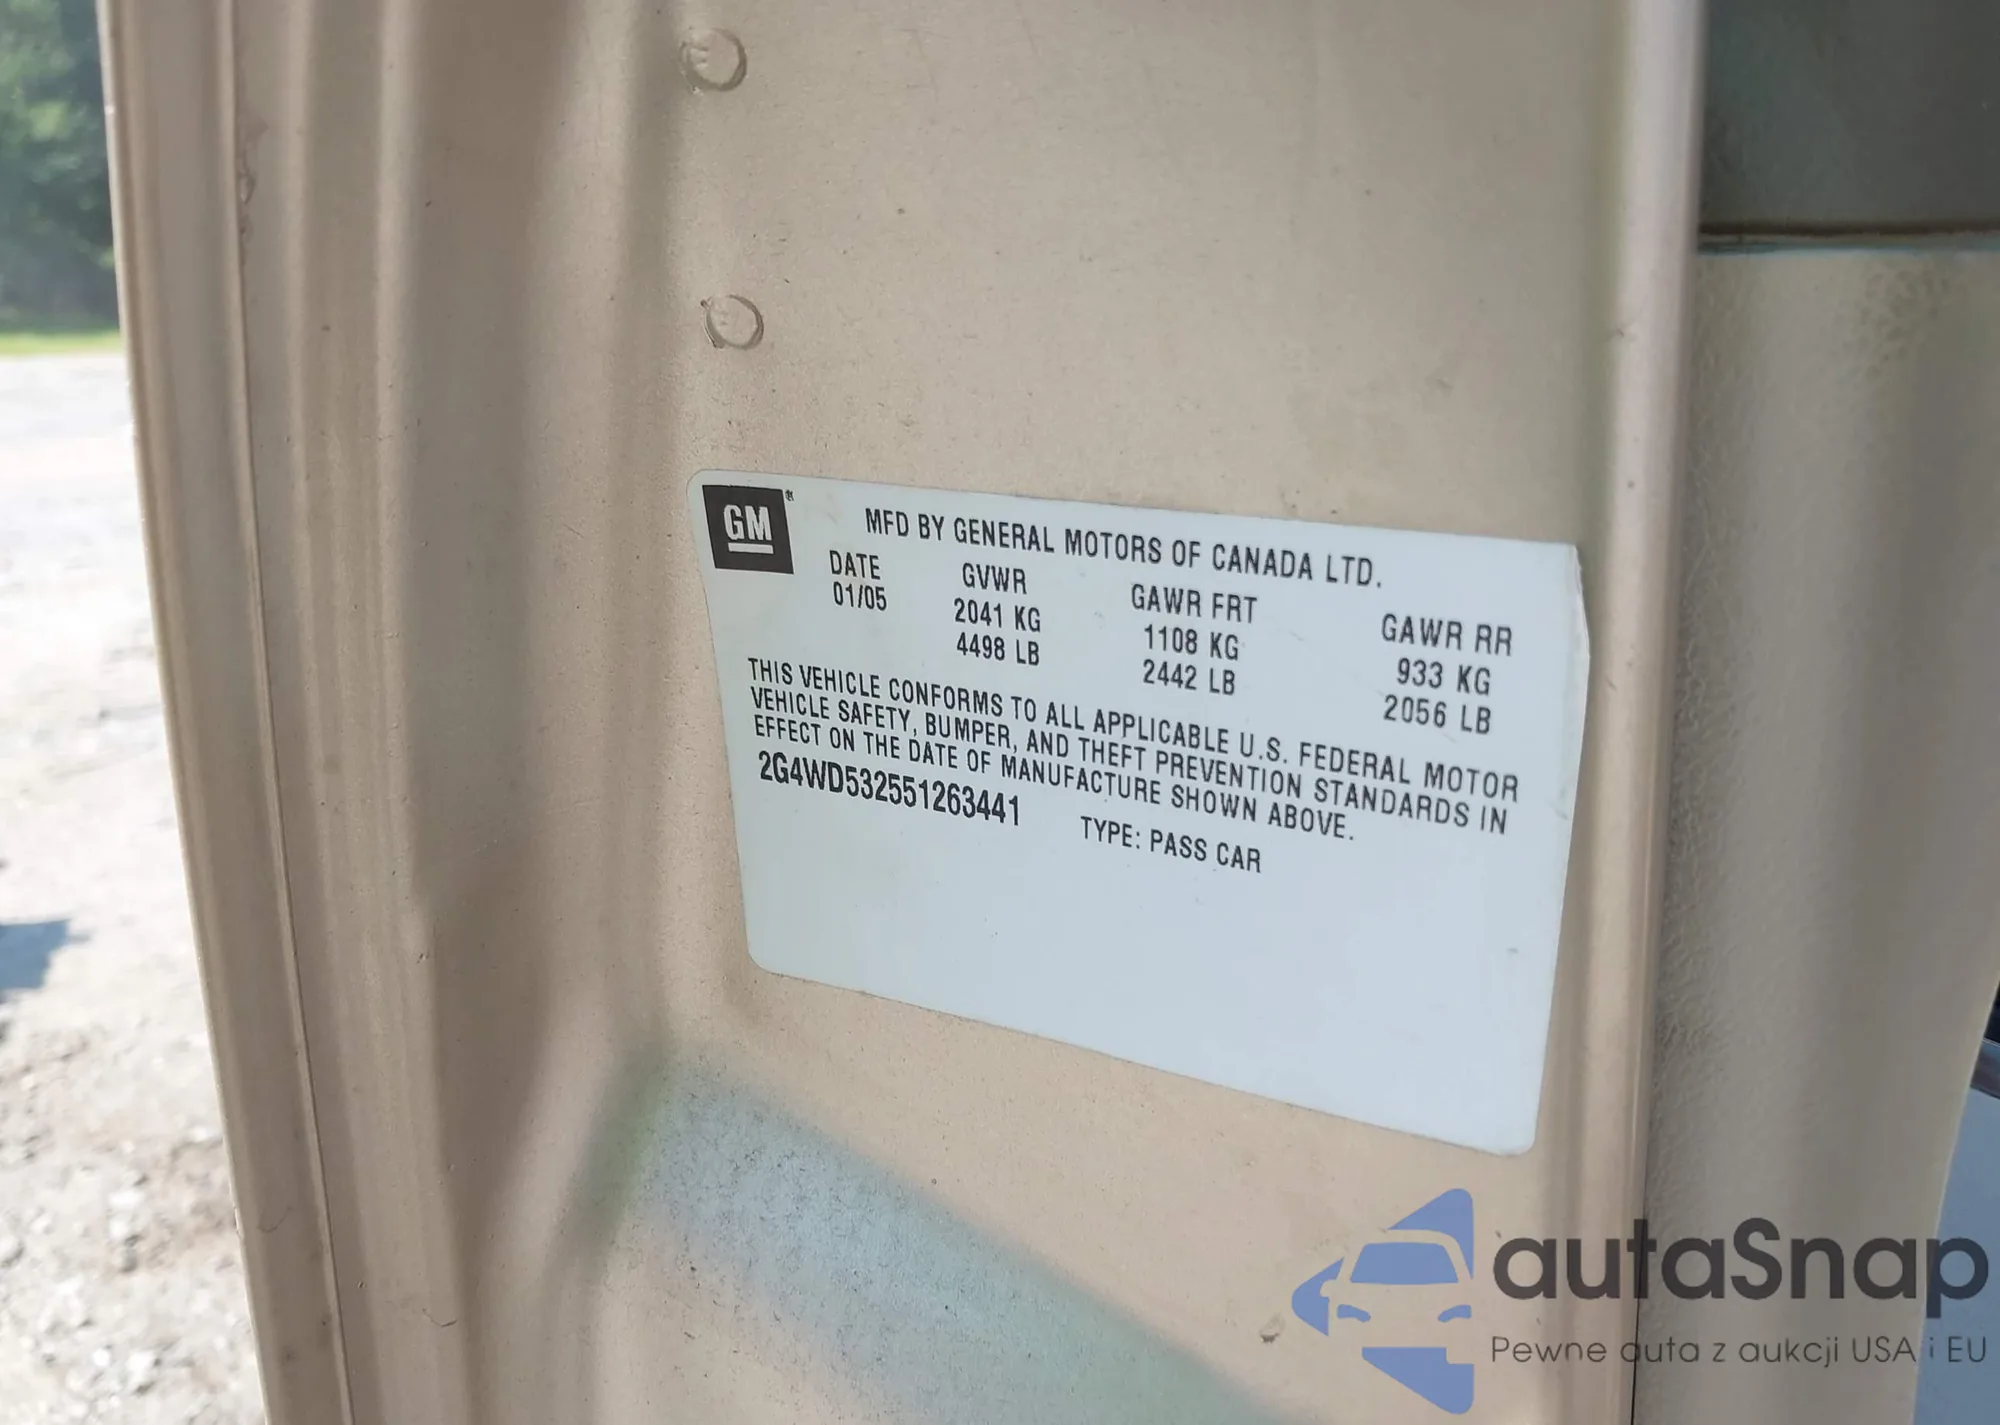 GM
MFD BY GENERAL MOTORS OF CANADA LTD.
DATE GVWR GAWR FRT GAWR RR
01/05 2041 KG 1108 KG 933 KG
4498 LB 2442 LB 2056 LB
THIS VEHICLE CONFORMS TO ALL APPLICABLE U.S. FEDERAL MOTOR
VEHICLE SAFETY, BUMPER, AND THEFT PREVENTION STANDARDS IN
EFFECT ON THE DATE OF MANUFACTURE SHOWN ABOVE.
2G4WD532551263441 TYPE: PASS CAR
autaSnap
Pewne auta z aukcji USA i EU